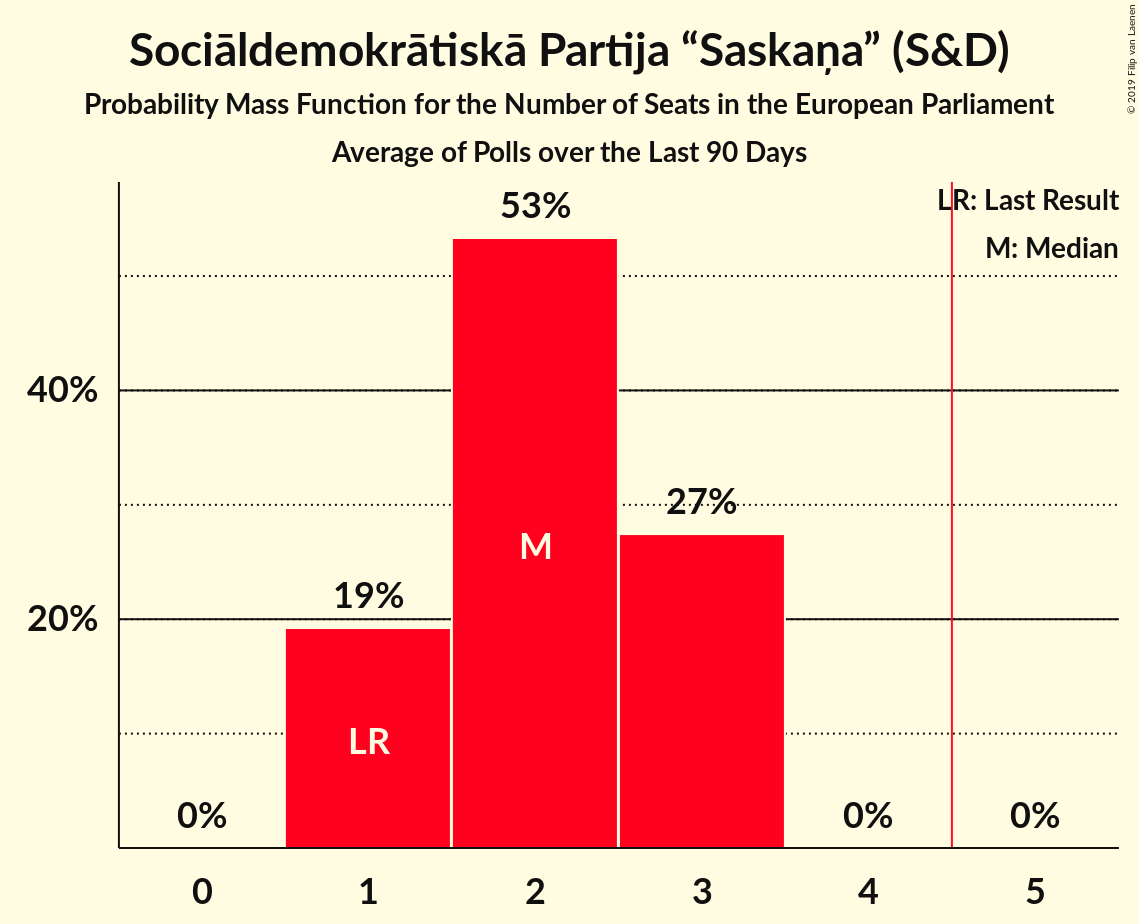 Sociāldemokrātiskā Partija “Saskaņa” (S&D)
Probability Mass Function for the Number of Seats in the European Parliament
Average of Polls over the Last 90 Days
© 2019 Filip van Laenen
LR: Last Result
M: Median
53%
40%
27%
M
19%
20%
LR
0%
0%
0%
0
1
2
3
4
5